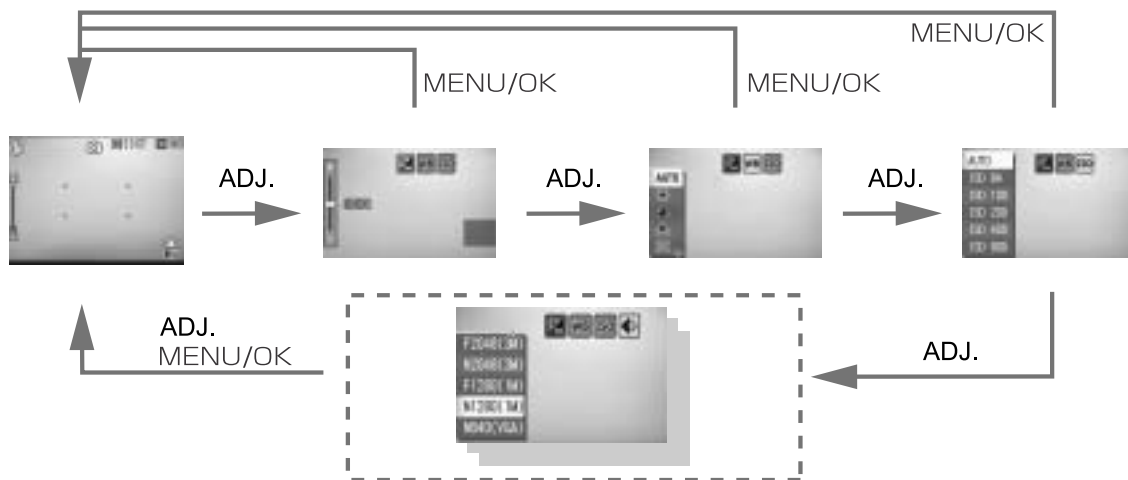 MENU/OK
MENU/OK
MENU/OK
ADJ.
ADJ.
ADJ.
AUTO
AUTO
ISO 64
ISO 100
ISO 200
ISO 400
ISO 800
ADJ.
MENU/OK
F2048(3M)
N2048(3M)
F1280(1M)
N1280(1M)
N640(VGA)
ADJ.